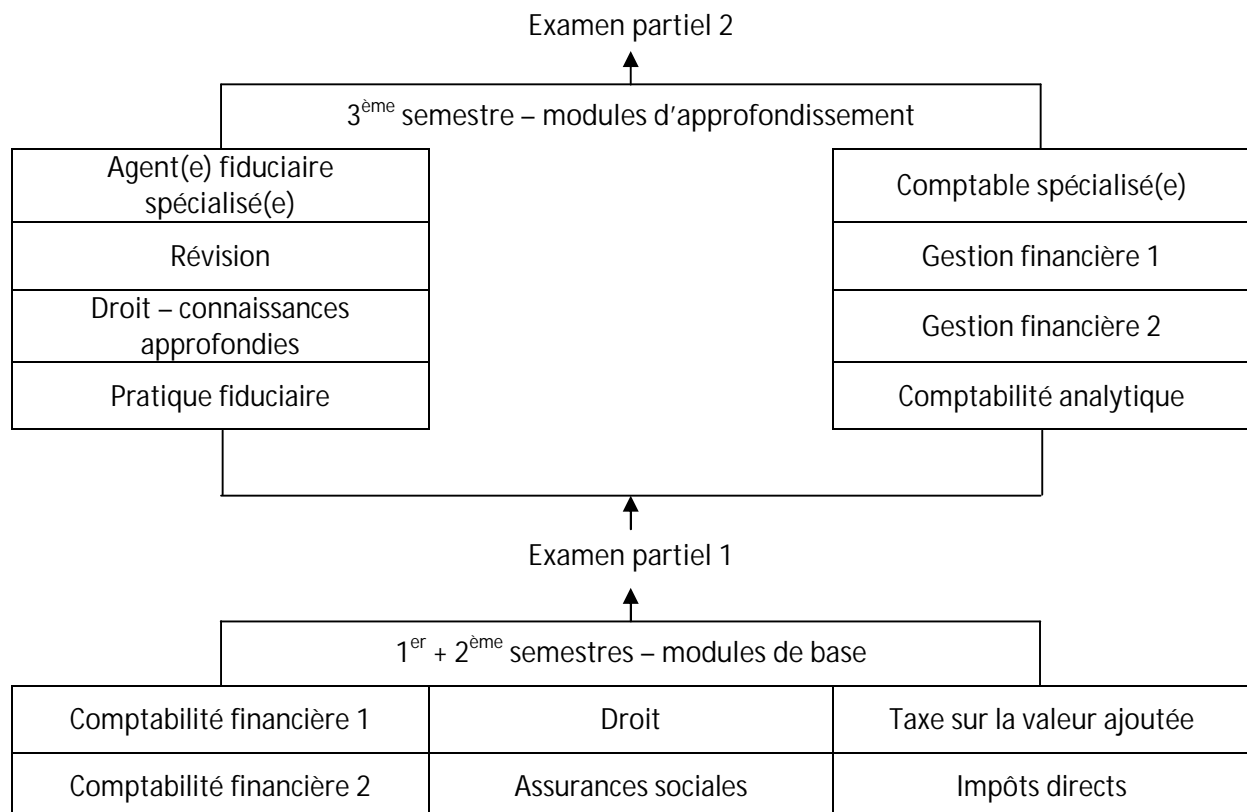 Examen partiel 2
3ème semestre – modules d'approfondissement
Agent(e) fiduciaire
spécialisé(e)
Comptable spécialisé(e)
Révision
Gestion financière 1
Droit – connaissances
approfondies
Gestion financière 2
Pratique fiduciaire
Comptabilité analytique
Examen partiel 1
1er + 2ème semestres – modules de base
Comptabilité financière 1
Droit
Taxe sur la valeur ajoutée
Comptabilité financière 2
Assurances sociales
Impôts directs